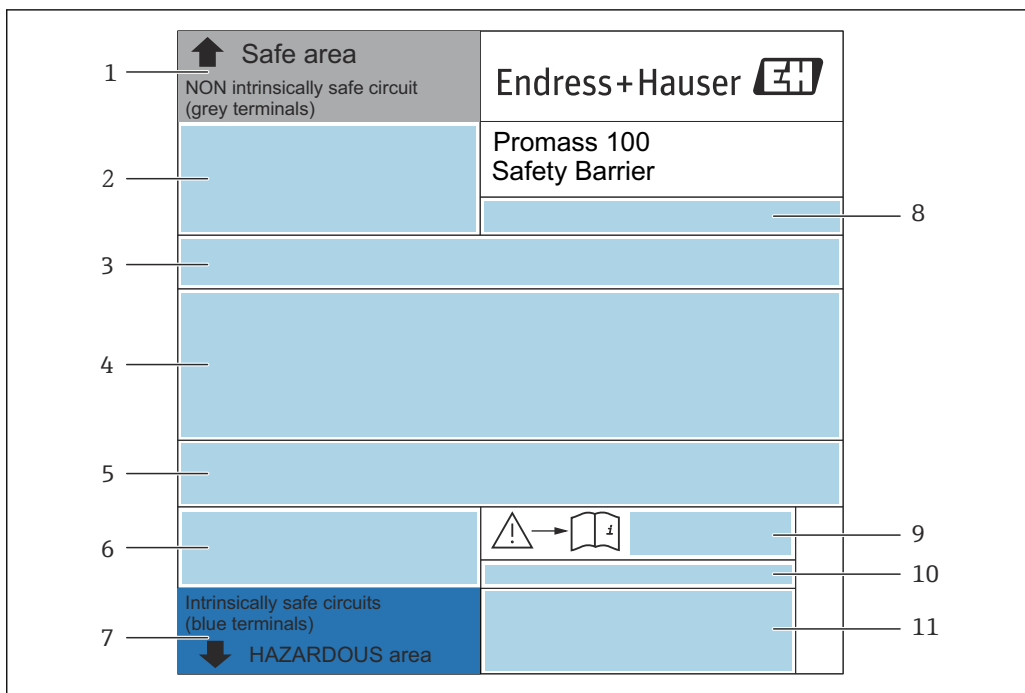 Safe area
NON intrinsically safe circuit
(grey terminals)
Endress+Hauser EH
Promass 100
Safety Barrier
1
2
3
4
5
6
7
8
9
10
11
i
Intrinsically safe circuits
(blue terminals)
HAZARDOUS area